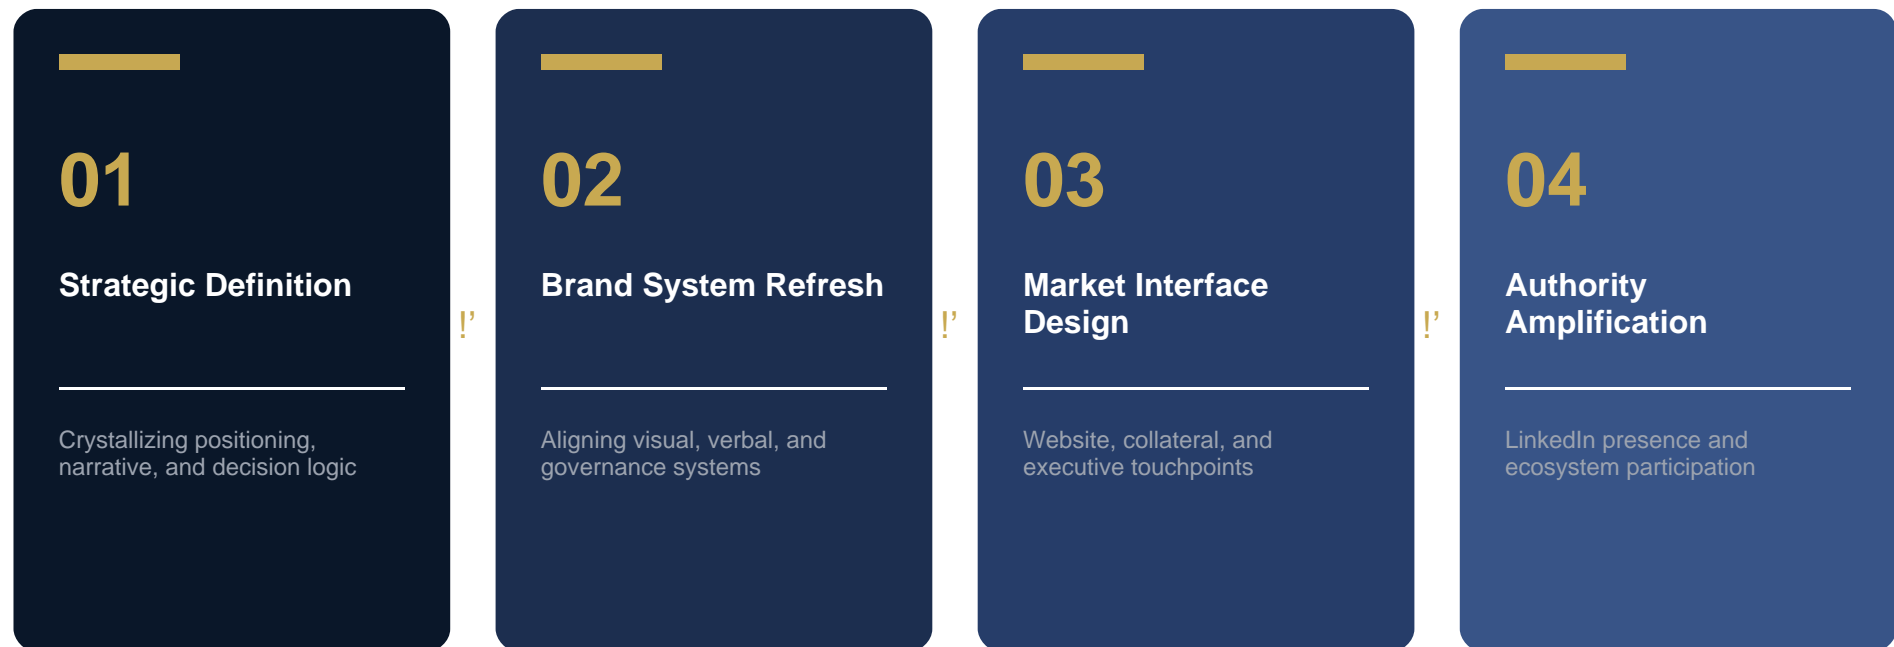 01
Strategic Definition
Crystallizing positioning,
narrative, and decision logic
!’
02
Brand System Refresh
Aligning visual, verbal, and
governance systems
!’
03
Market Interface
Design
Website, collateral, and
executive touchpoints
!’
04
Authority
Amplification
LinkedIn presence and
ecosystem participation